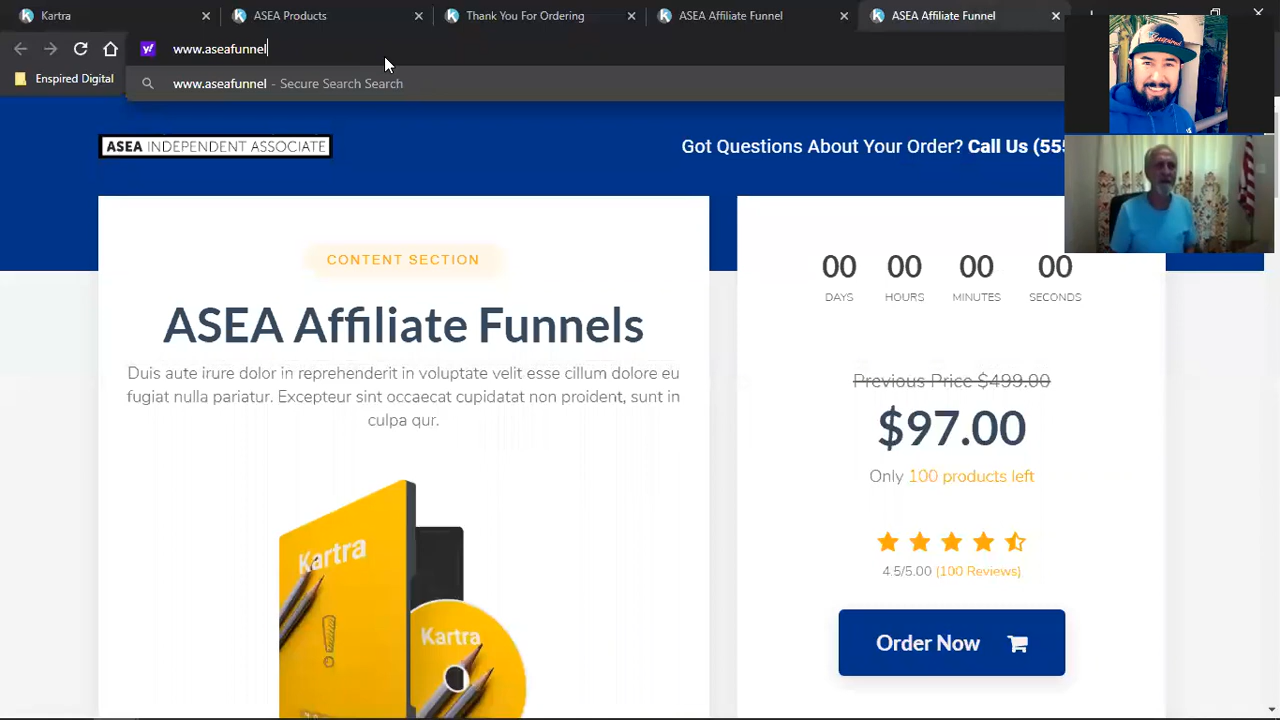 Kartra
ASEA Products
Thank You For Ordering
ASEA Affiliate Funnel
ASEA Affiliate Funnel
www.aseafunnel
www.aseafunnel - Secure Search Search
Enspired Digital
ASEA INDEPENDENT ASSOCIATE
Got Questions About Your Order? Call Us (555
CONTENT SECTION
ASEA Affiliate Funnels
Duis aute irure dolor in reprehenderit in voluptate velit esse cillum dolore eu
fugiat nulla pariatur. Excepteur sint occaecat cupidatat non proident, sunt in
culpa qur.
Kartra
Kartra
00 00 00 00
DAYS HOURS MINUTES SECONDS
Previous Price $499.00
$97.00
Only 100 products left
4.5/5.00 (100 Reviews)
Order Now